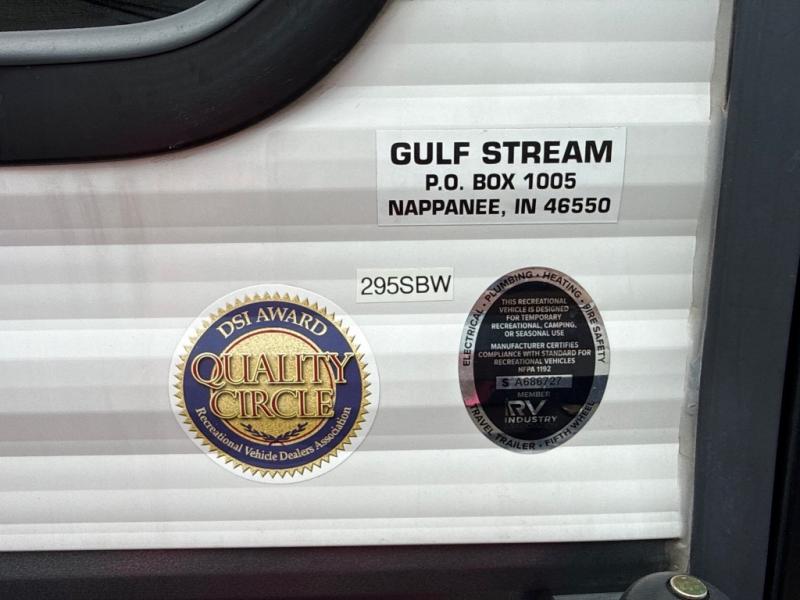 GULF STREAM
P.O. BOX 1005
NAPPANEE, IN 46550
295SBW
DSI AWARD
QUALITY
CIRCLE
Recreational Vehicle Dealers Association
ELECTRICAL · PLUMBING · HEATING · FIRE SAFETY
THIS RECREATIONAL
VEHICLE IS DESIGNED
FOR TEMPORARY
RECREATIONAL, CAMPING,
OR SEASONAL USE
MANUFACTURER CERTIFIES
COMPLIANCE WITH STANDARD FOR
RECREATIONAL VEHICLES
NFPA 1192
S A686727
MEMBER
RV
INDUSTRY
TRAVEL TRAILER · FIFTH WHEEL